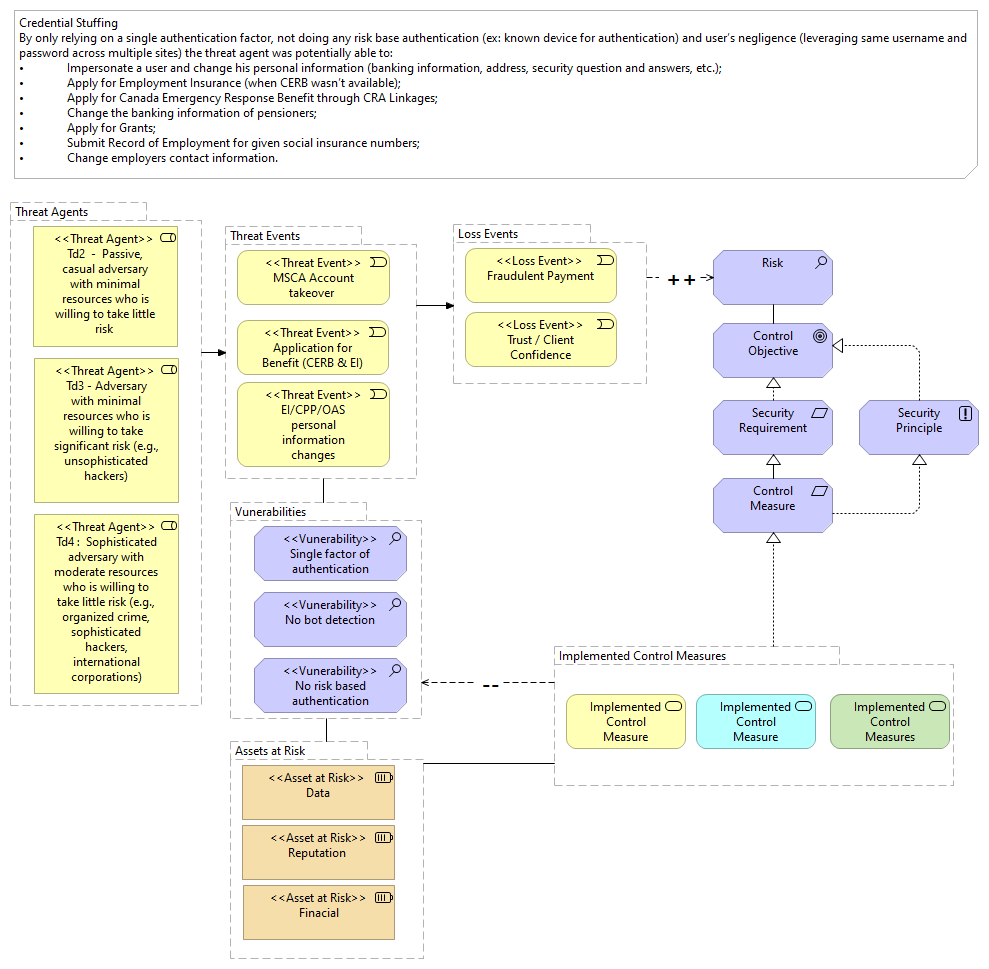 Credential Stuffing
By only relying on a single authentication factor, not doing any risk base authentication (ex: known device for authentication) and user's negligence (leveraging same username and
password across multiple sites) the threat agent was potentially able to:
• Impersonate a user and change his personal information (banking information, address, security question and answers, etc.);
• Apply for Employment Insurance (when CERB wasn't available);
• Apply for Canada Emergency Response Benefit through CRA Linkages;
• Change the banking information of pensioners;
• Apply for Grants;
• Submit Record of Employment for given social insurance numbers;
• Change employers contact information.
Threat Agents
<<Threat Agent>>
Td2 - Passive,
casual adversary
with minimal
resources who is
willing to take little
risk
<<Threat Agent>>
Td3 - Adversary
with minimal
resources who is
willing to take
significant risk (e.g.,
unsophisticated
hackers)
<<Threat Agent>>
Td4 : Sophisticated
adversary with
moderate resources
who is willing to
take little risk (e.g.,
organized crime,
sophisticated
hackers,
international
corporations)
Threat Events
<<Threat Event>>
MSCA Account
takeover
<<Threat Event>>
Application for
Benefit (CERB & EI)
<<Threat Event>>
EI/CPP/OAS
personal
information
changes
Loss Events
<<Loss Event>>
Fraudulent Payment
<<Loss Event>>
Trust / Client
Confidence
++
Risk
Control
Objective
Security
Requirement
Security
Principle
Control
Measure
Vunerabilities
<<Vunerability>>
Single factor of
authentication
<<Vunerability>>
No bot detection
<<Vunerability>>
No risk based
authentication
--
Implemented Control Measures
Implemented
Control
Measure
Implemented
Control
Measure
Implemented
Control
Measures
Assets at Risk
<<Asset at Risk>>
Data
<<Asset at Risk>>
Reputation
<<Asset at Risk>>
Finacial